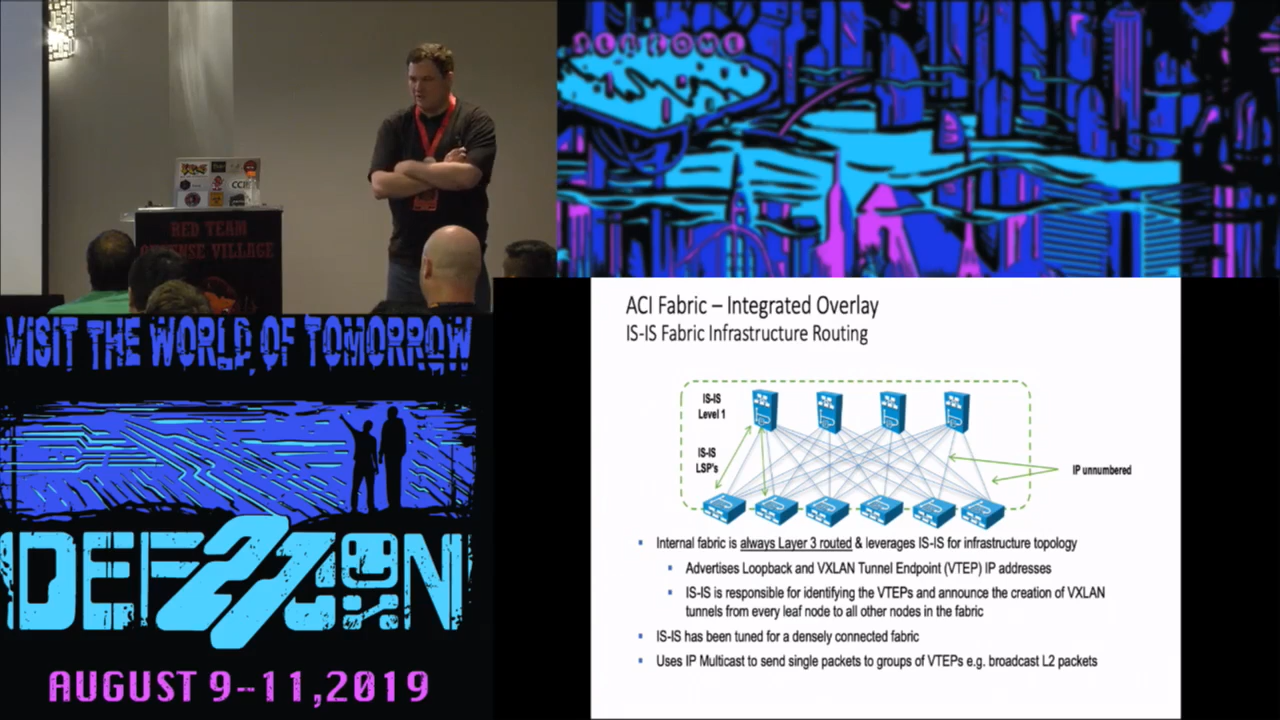 WELCOME
CCIE
RED TEAM
OFFENSE VILLAGE
VISIT THE WORLD OF TOMORROW
DEF27CON
AUGUST 9-11,2019
ACI Fabric – Integrated Overlay
IS-IS Fabric Infrastructure Routing
IS-IS
Level 1
IS-IS
LSP's
IP unnumbered
▪ Internal fabric is always Layer 3 routed & leverages IS-IS for infrastructure topology
▪ Advertises Loopback and VXLAN Tunnel Endpoint (VTEP) IP addresses
▪ IS-IS is responsible for identifying the VTEPs and announce the creation of VXLAN
tunnels from every leaf node to all other nodes in the fabric
▪ IS-IS has been tuned for a densely connected fabric
▪ Uses IP Multicast to send single packets to groups of VTEPs e.g. broadcast L2 packets